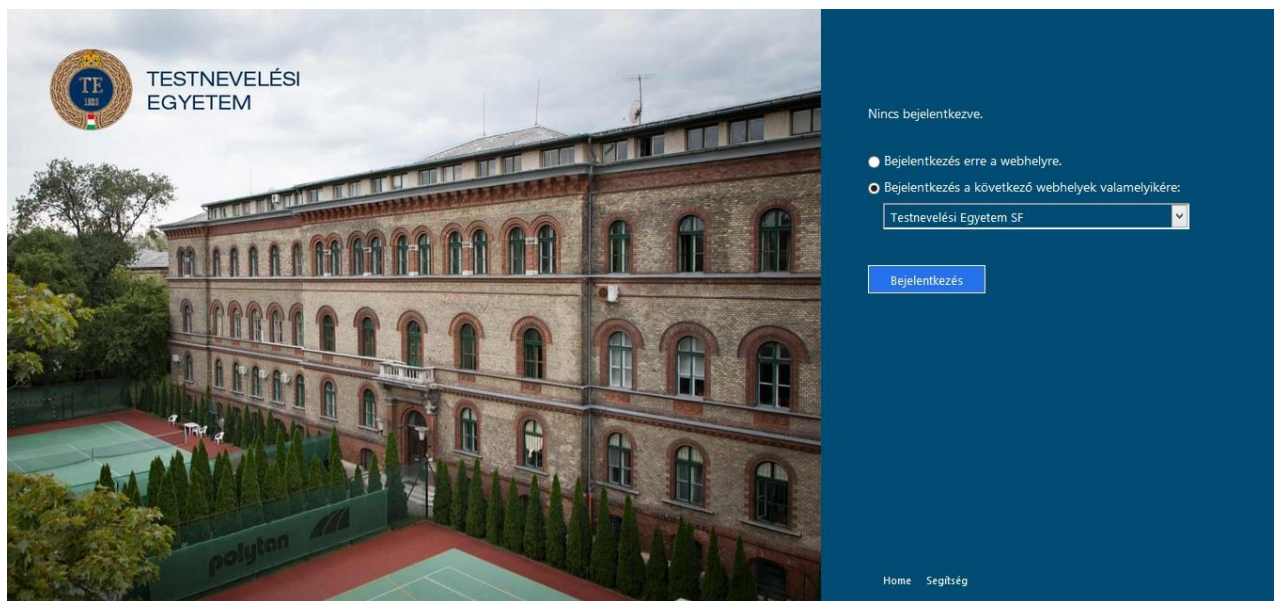 TE
1925
TESTNEVELÉSI
EGYETEM
polytan
Nincs bejelentkezve.
Bejelentkezés erre a webhelyre.
Bejelentkezés a következő webhelyek valamelyikére:
Testnevelési Egyetem SF
Bejelentkezés
Home Segítség